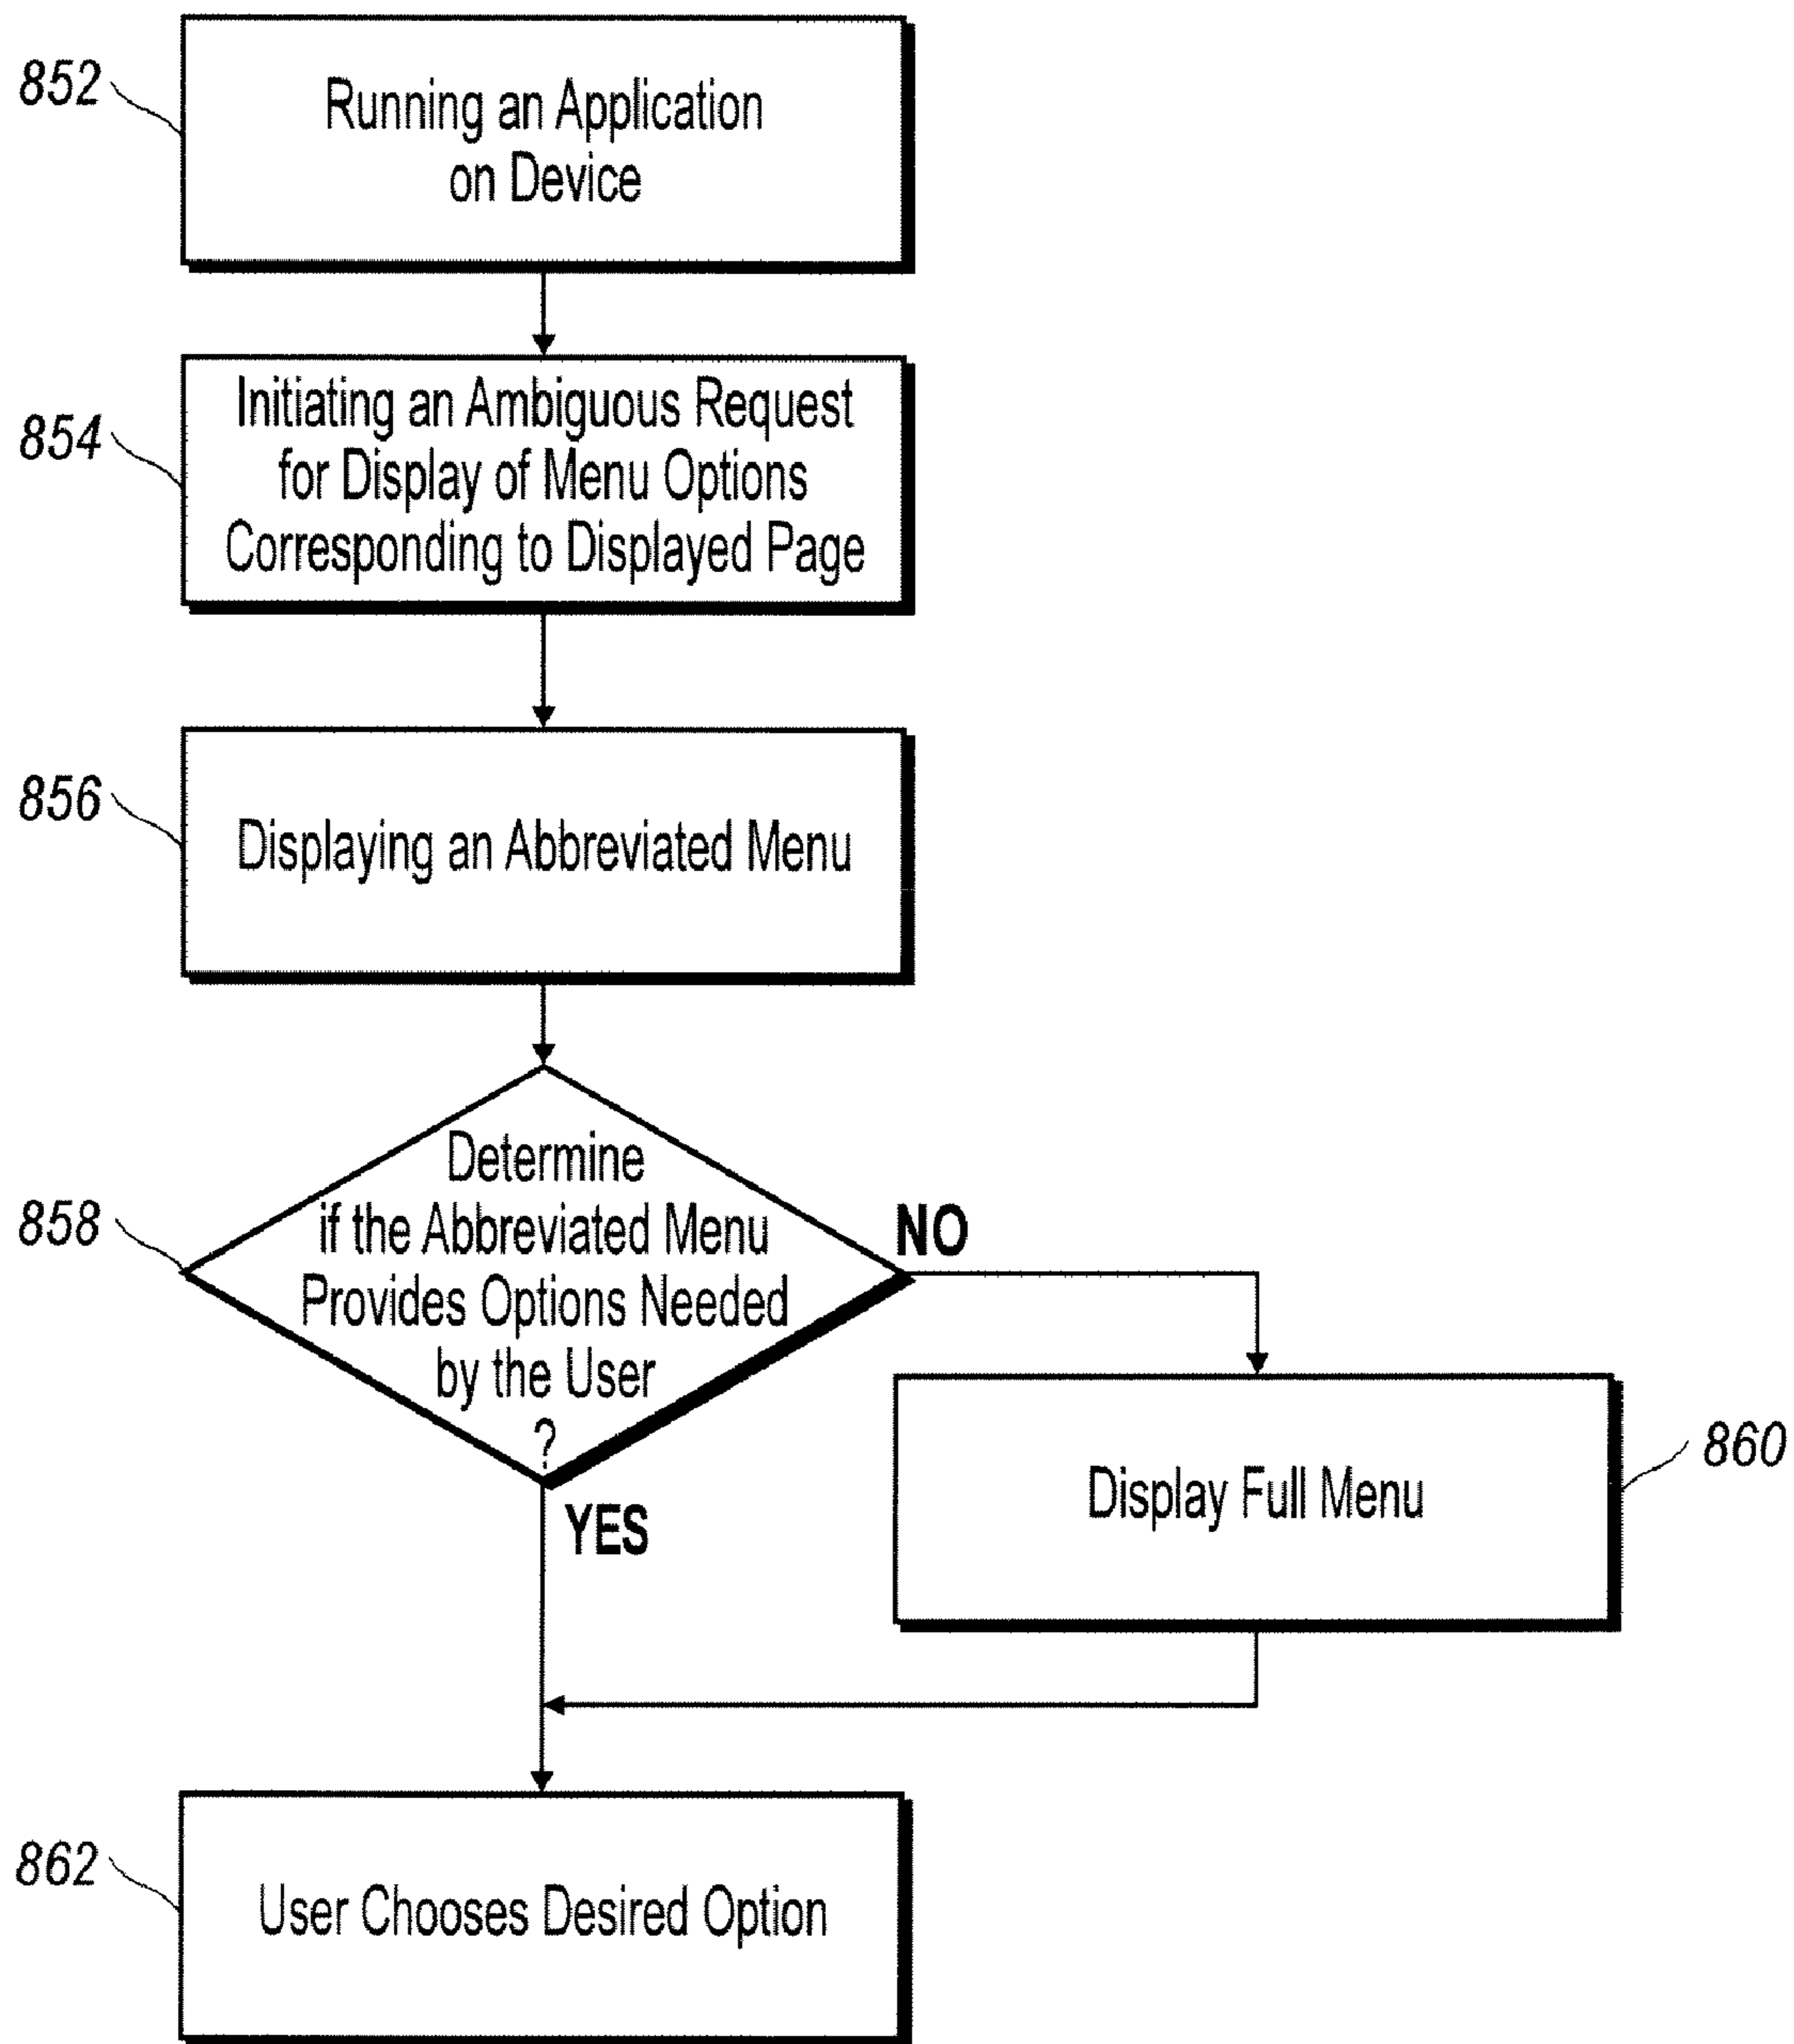 852
Running an Application
on Device
854
Initiating an Ambiguous Request
for Display of Menu Options
Corresponding to Displayed Page
856
Displaying an Abbreviated Menu
858
Determine
if the Abbreviated Menu
Provides Options Needed
by the User
?
NO
YES
860
Display Full Menu
862
User Chooses Desired Option